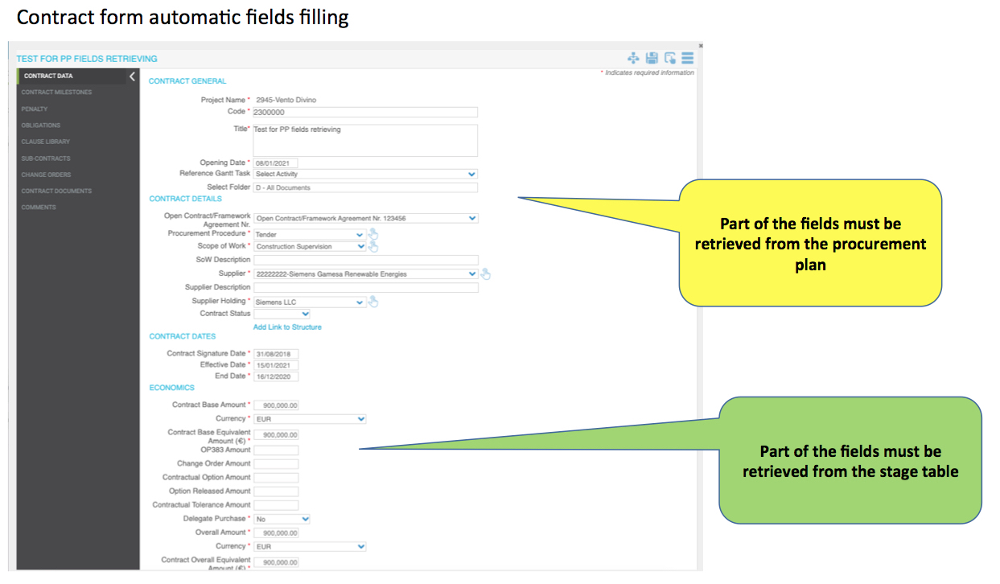 Contract form automatic fields filling
TEST FOR PP FIELDS RETRIEVING
* Indicates required information
CONTRACT DATA
CONTRACT MILESTONES
PENALTY
OBLIGATIONS
CLAUSE LIBRARY
SUB-CONTRACTS
CHANGE ORDERS
CONTRACT DOCUMENTS
COMMENTS
CONTRACT GENERAL
Project Name * 2945-Vento Divino
Code * 2300000
Title* Test for PP fields retrieving
Opening Date * 08/01/2021
Reference Gantt Task Select Activity
Select Folder D - All Documents
CONTRACT DETAILS
Open Contract/Framework Agreement Nr. Open Contract/Framework Agreement Nr. 123456
Procurement Procedure * Tender
Scope of Work * Construction Supervision
SoW Description
Supplier * 22222222-Siemens Gamesa Renewable Energies
Supplier Description
Supplier Holding * Siemens LLC
Contract Status
Add Link to Structure
CONTRACT DATES
Contract Signature Date * 31/08/2018
Effective Date * 15/01/2021
End Date * 16/12/2020
ECONOMICS
Contract Base Amount * 900,000.00
Currency * EUR
Contract Base Equivalent Amount (€) * 900,000.00
OP383 Amount
Change Order Amount
Contractual Option Amount
Option Released Amount
Contractual Tolerance Amount
Delegate Purchase * No
Overall Amount * 900,000.00
Currency * EUR
Contract Overall Equivalent Amount (€) * 900,000.00
Part of the fields must be
retrieved from the procurement
plan
Part of the fields must be
retrieved from the stage table